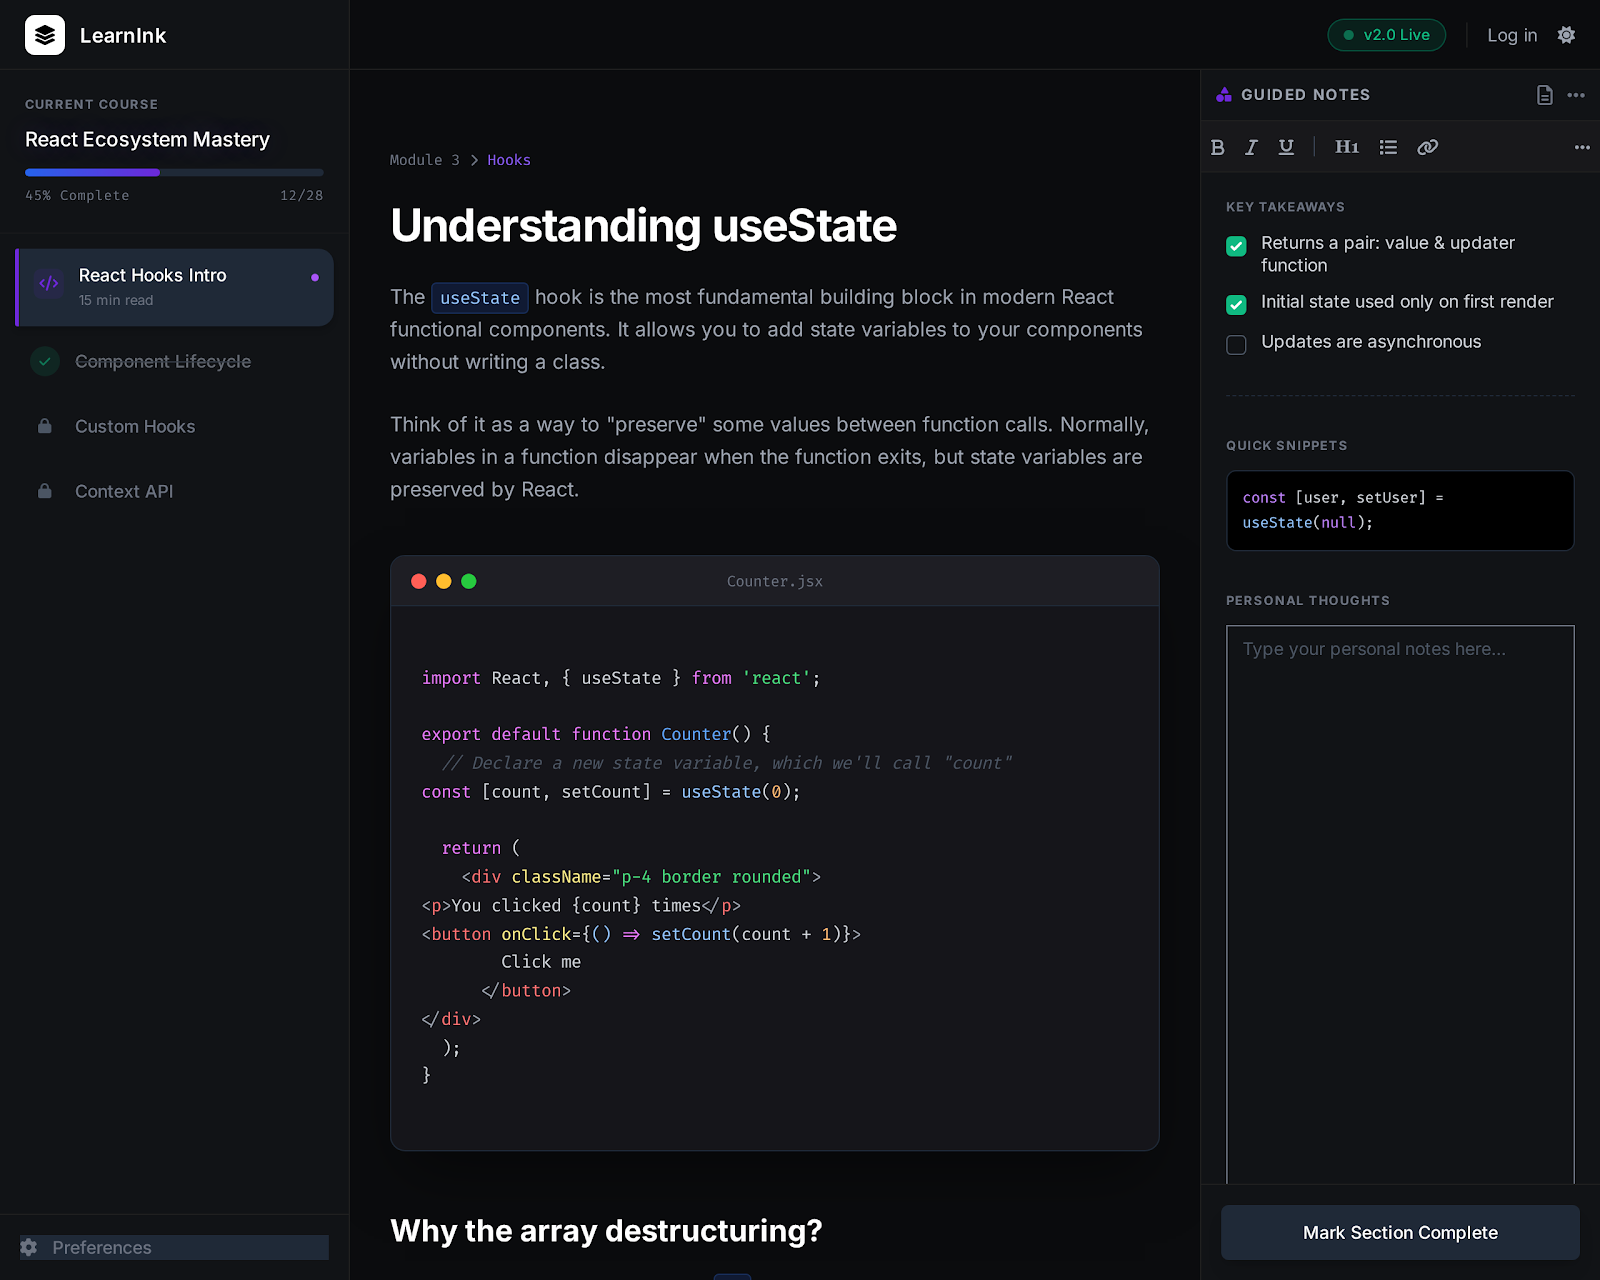 LearnInk
v2.0 Live
Log in
CURRENT COURSE
React Ecosystem Mastery
45% Complete
12/28
React Hooks Intro
15 min read
Component Lifecycle
Custom Hooks
Context API
Preferences
Module 3 > Hooks
Understanding useState
The useState hook is the most fundamental building block in modern React
functional components. It allows you to add state variables to your components
without writing a class.
Think of it as a way to "preserve" some values between function calls. Normally,
variables in a function disappear when the function exits, but state variables are
preserved by React.
Counter.jsx
import React, { useState } from 'react';
export default function Counter() {
// Declare a new state variable, which we'll call "count"
const [count, setCount] = useState(0);
return (
<div className="p-4 border rounded">
<p>You clicked {count} times</p>
<button onClick={() => setCount(count + 1)}>
Click me
</button>
</div>
);
}
Why the array destructuring?
GUIDED NOTES
B I U H1
KEY TAKEAWAYS
Returns a pair: value & updater
function
Initial state used only on first render
Updates are asynchronous
QUICK SNIPPETS
const [user, setUser] =
useState(null);
PERSONAL THOUGHTS
Type your personal notes here...
Mark Section Complete